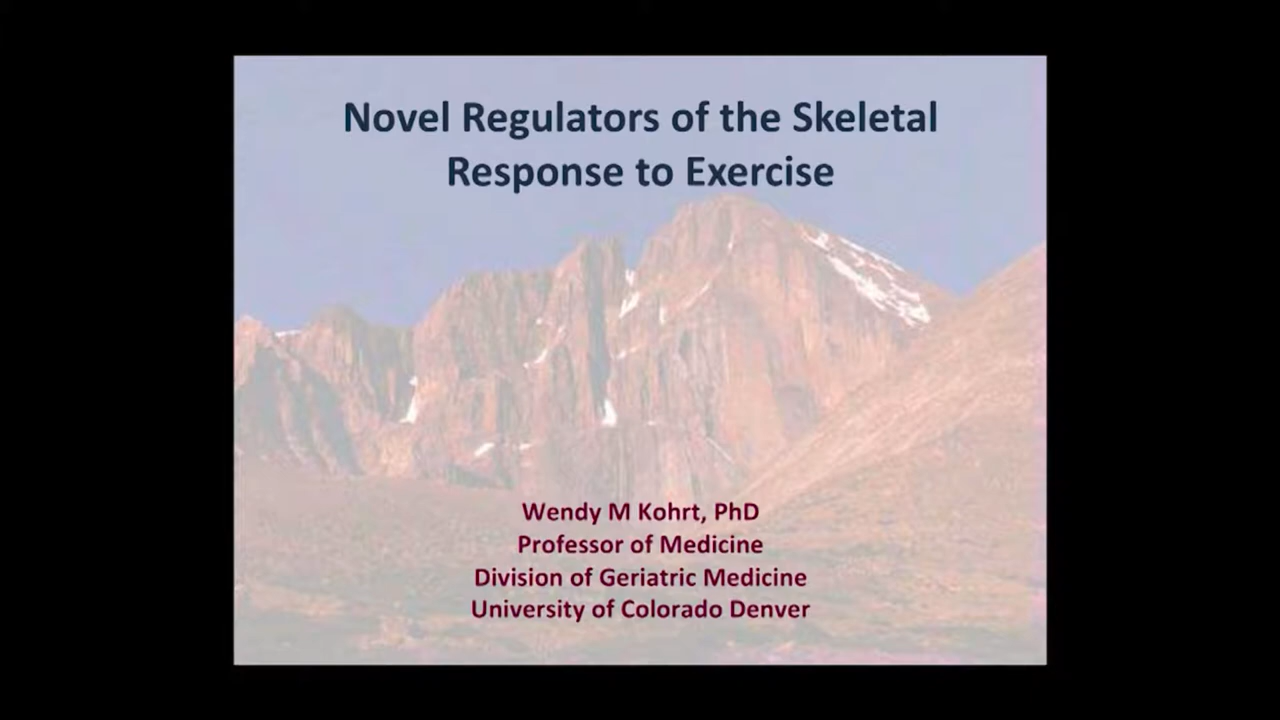 Novel Regulators of the Skeletal
Response to Exercise
Wendy M Kohrt, PhD
Professor of Medicine
Division of Geriatric Medicine
University of Colorado Denver